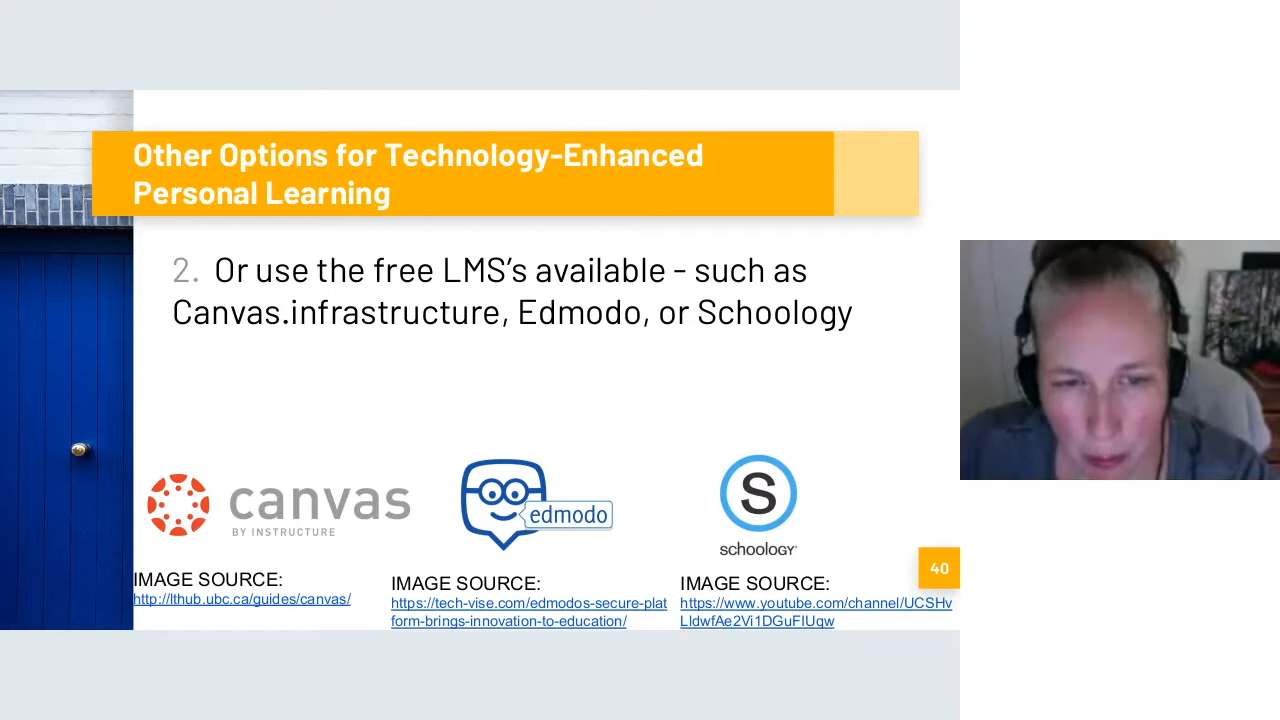 Other Options for Technology-Enhanced
Personal Learning
2. Or use the free LMS’s available - such as
Canvas.infrastructure, Edmodo, or Schoology
canvas
BY INSTRUCTURE
edmodo
S
schoology
IMAGE SOURCE:
http://lthub.ubc.ca/guides/canvas/
IMAGE SOURCE:
https://tech-vise.com/edmodos-secure-plat
form-brings-innovation-to-education/
IMAGE SOURCE:
https://www.youtube.com/channel/UCSHv
LIdwfAe2Vi1DGuFIUqw
40